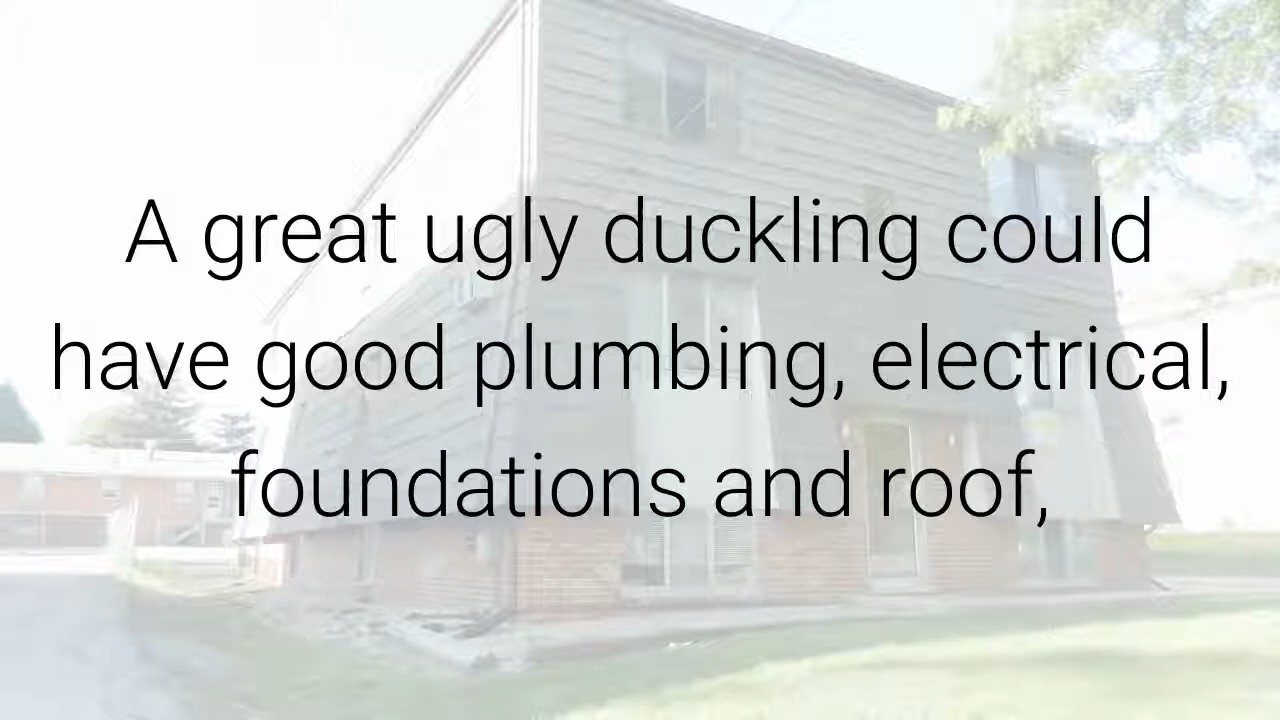 A great ugly duckling could
have good plumbing, electrical,
foundations and roof,